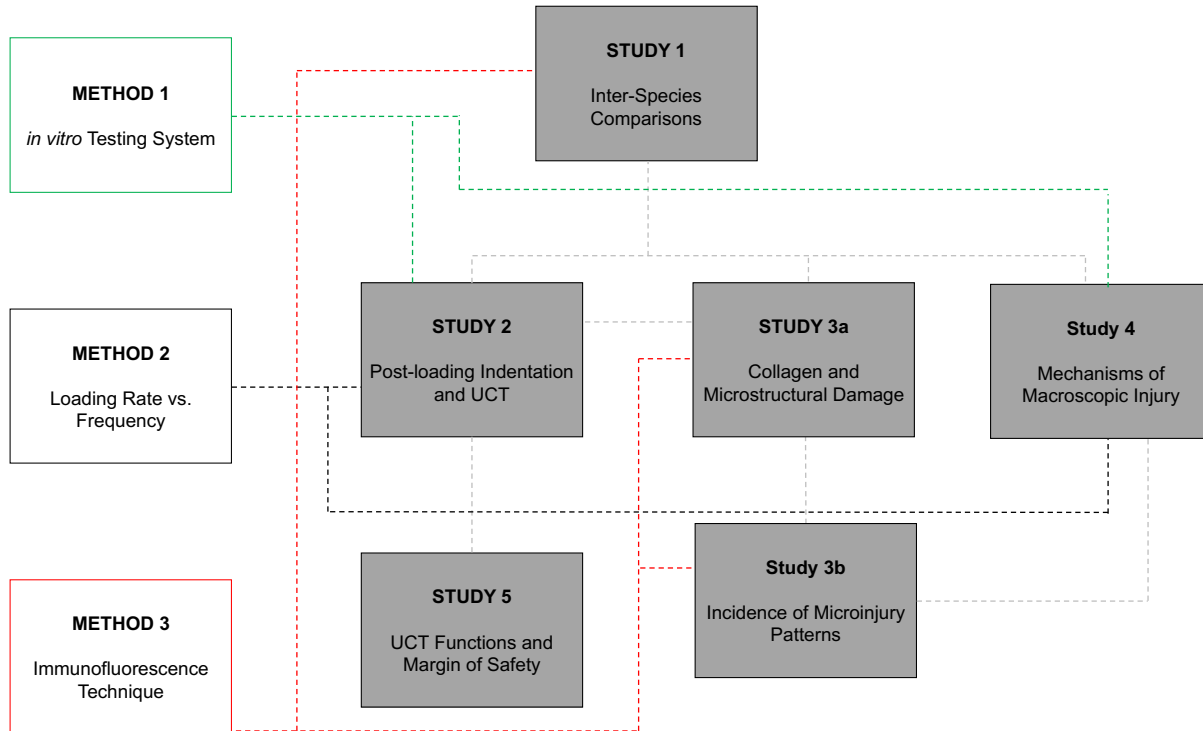 STUDY 1
Inter-Species
Comparisons
METHOD 1
in vitro Testing System
STUDY 2
Post-loading Indentation
and UCT
STUDY 3a
Collagen and
Microstructural Damage
Study 4
Mechanisms of
Macroscopic Injury
METHOD 2
Loading Rate vs.
Frequency
STUDY 5
UCT Functions and
Margin of Safety
Study 3b
Incidence of Microinjury
Patterns
METHOD 3
Immunofluorescence
Technique